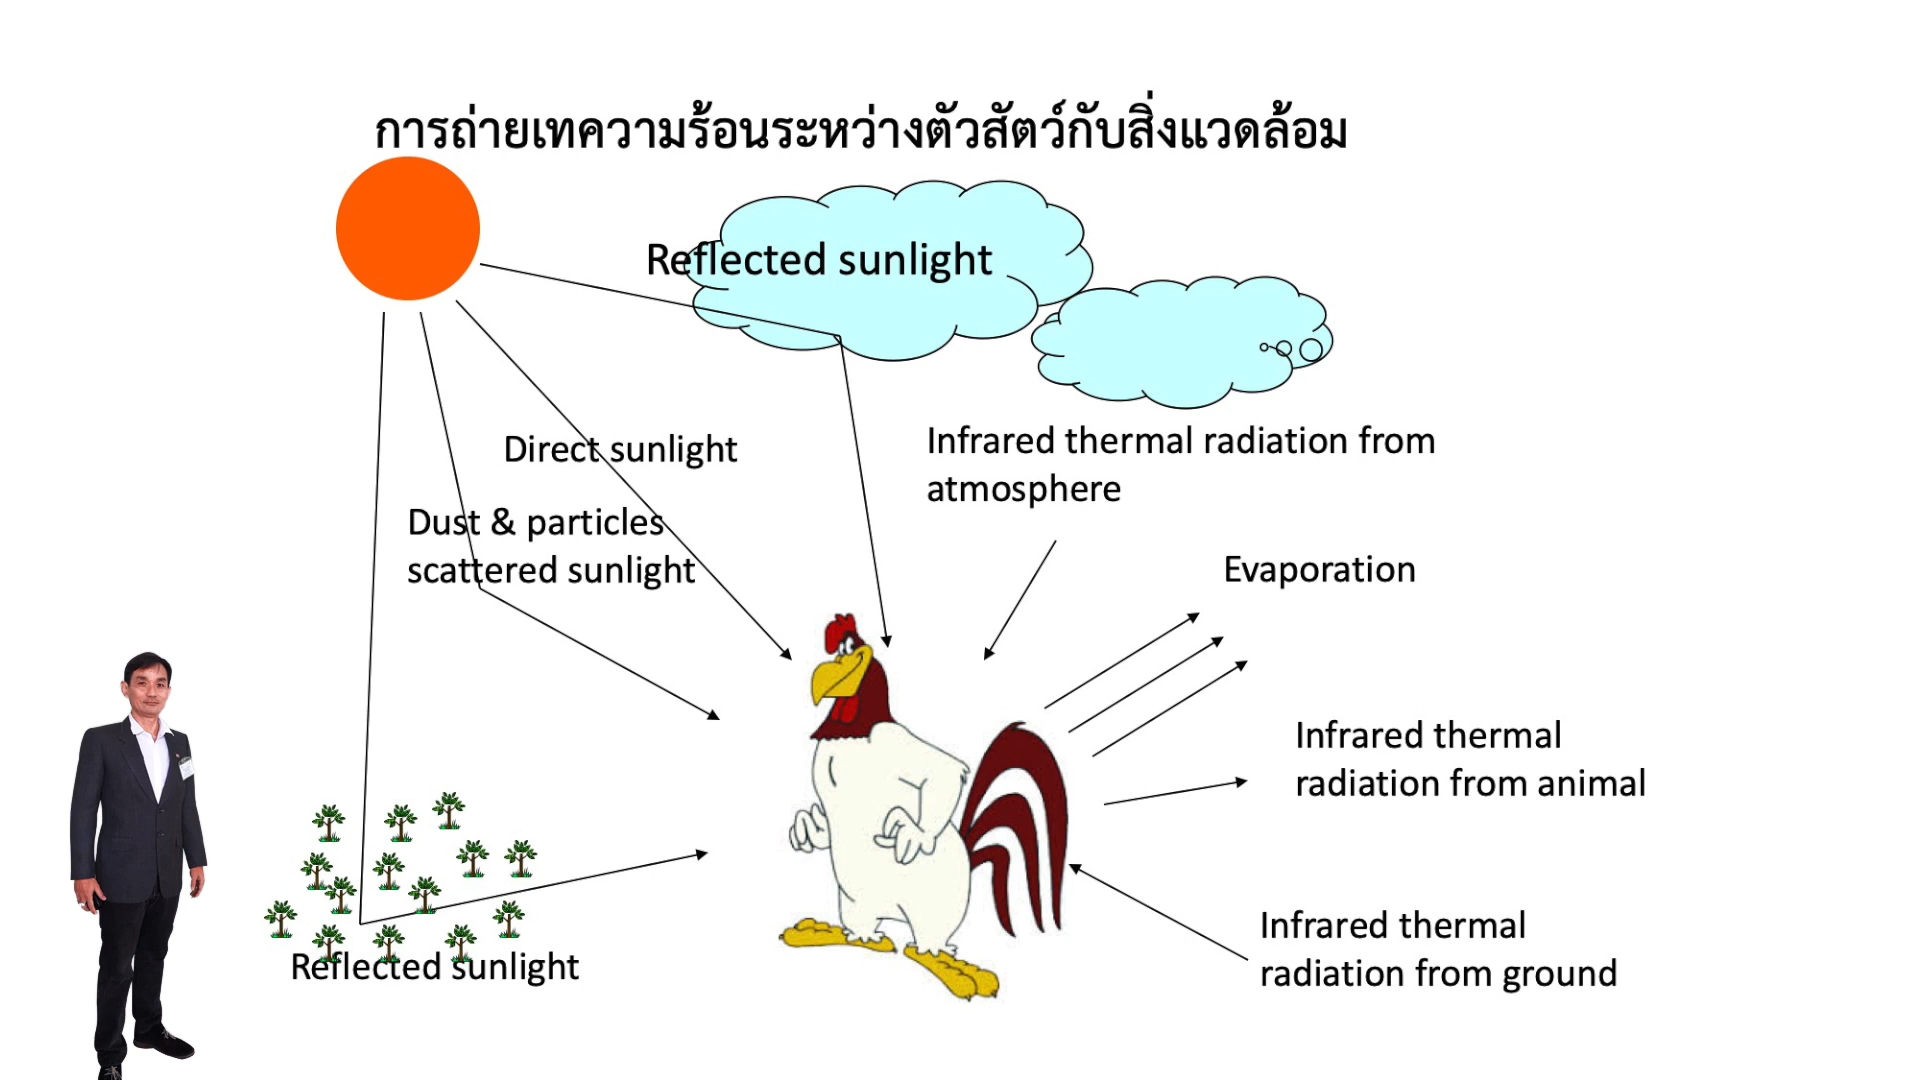 การถ่ายเทความร้อนระหว่างตัวสัตว์กับสิ่งแวดล้อม
Reflected sunlight
Direct sunlight
Infrared thermal radiation from
atmosphere
Dust & particles
scattered sunlight
Evaporation
Infrared thermal
radiation from animal
Reflected sunlight
Infrared thermal
radiation from ground